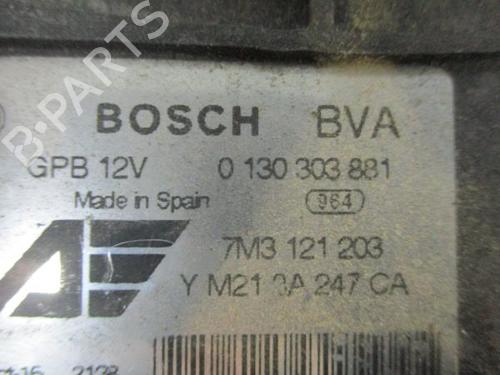 BOSCH BVA
GPB 12V 0 130 303 881
Made in Spain 964
7M3 121 203
Y M21 247 CA
B-PARTS